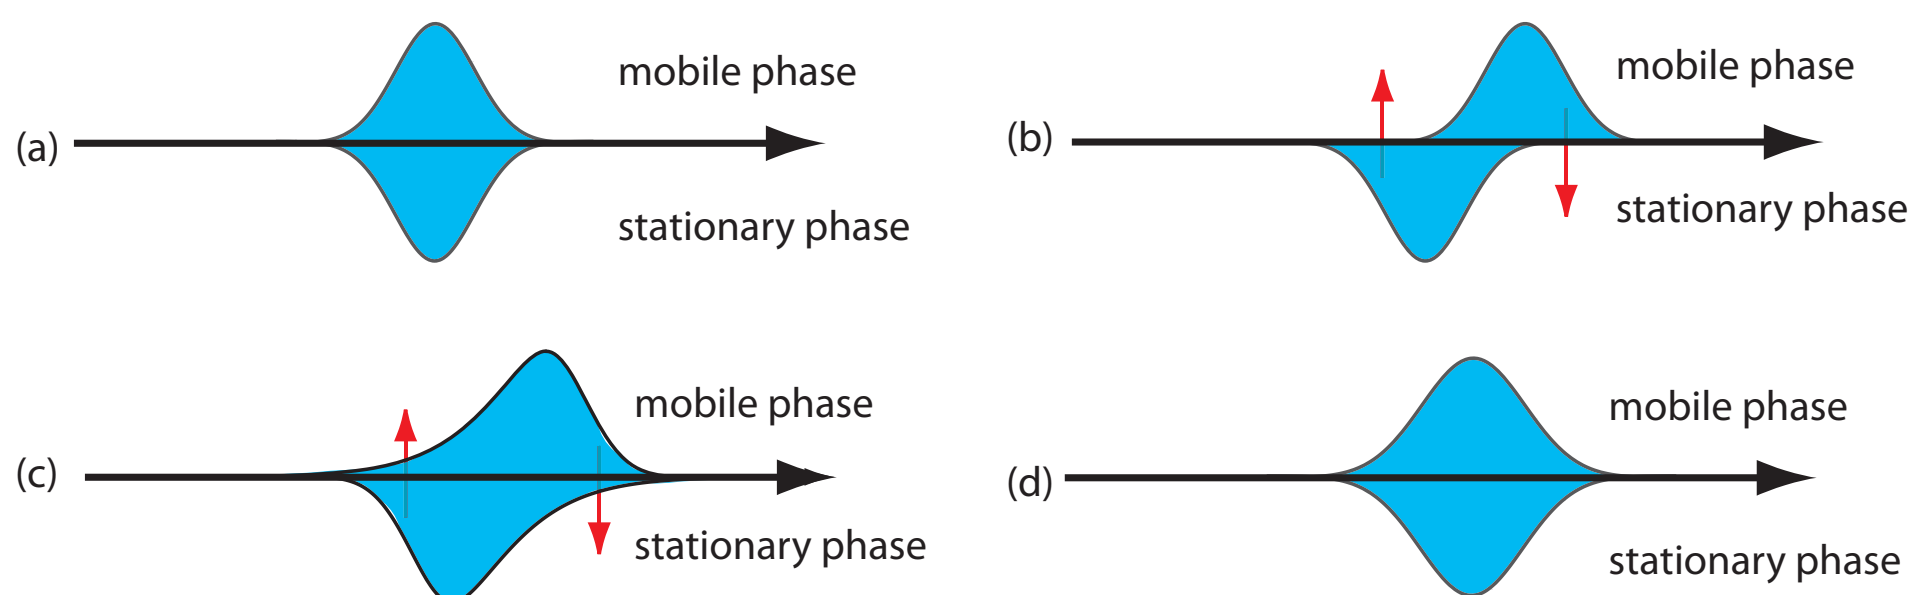 (a)
mobile phase
stationary phase
(b)
mobile phase
stationary phase
(c)
mobile phase
stationary phase
(d)
mobile phase
stationary phase